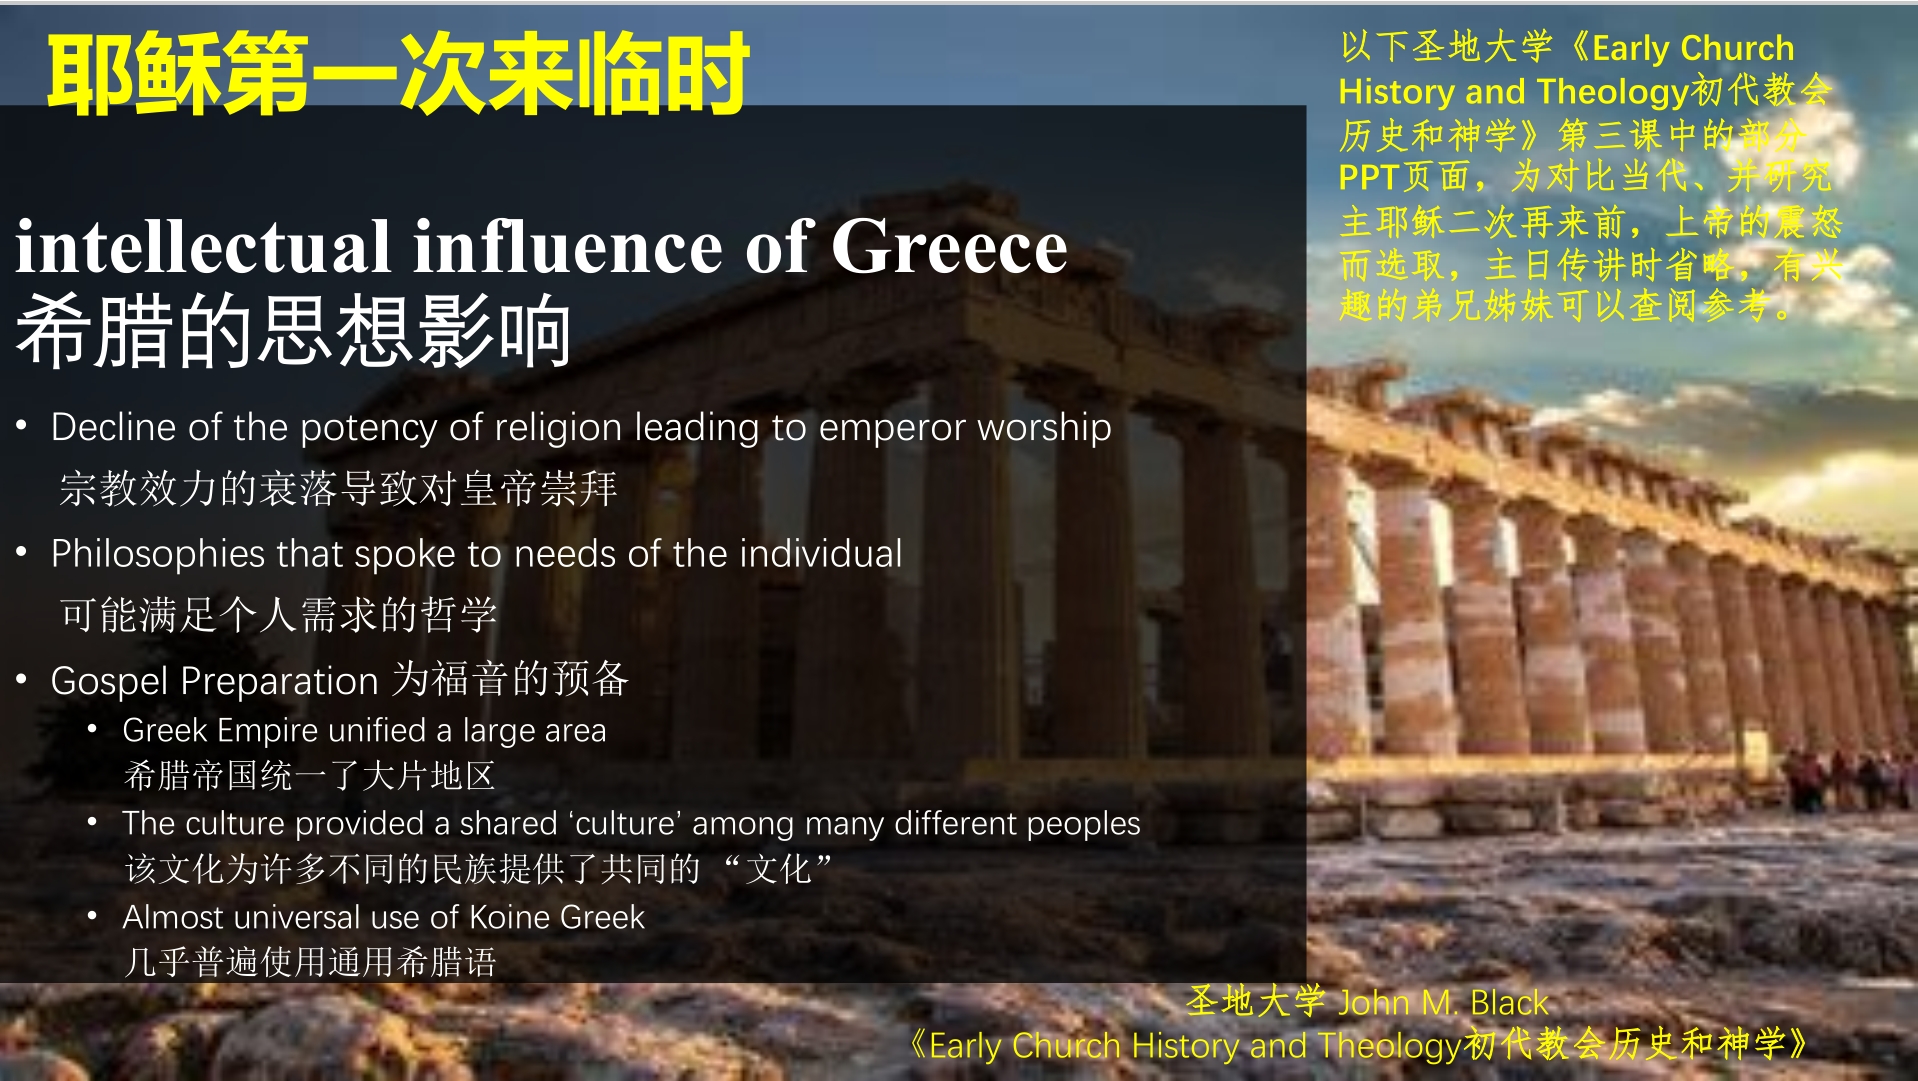 耶稣第一次来临时
以下圣地大学《Early Church
History and Theology初代教会
历史和神学》第三课中的部分
PPT页面，为对比当代、并研究
主耶稣二次再来前，上帝的震怒
而选取，主日传讲时省略，有兴
趣的弟兄姊妹可以查阅参考。
intellectual influence of Greece
希腊的思想影响
• Decline of the potency of religion leading to emperor worship
宗教效力的衰落导致对皇帝崇拜
• Philosophies that spoke to needs of the individual
可能满足个人需求的哲学
• Gospel Preparation 为福音的预备
• Greek Empire unified a large area
希腊帝国统一了大片地区
• The culture provided a shared ‘culture’ among many different peoples
该文化为许多不同的民族提供了共同的 “文化”
• Almost universal use of Koine Greek
几乎普遍使用通用希腊语
圣地大学 John M. Black
《Early Church History and Theology初代教会历史和神学》